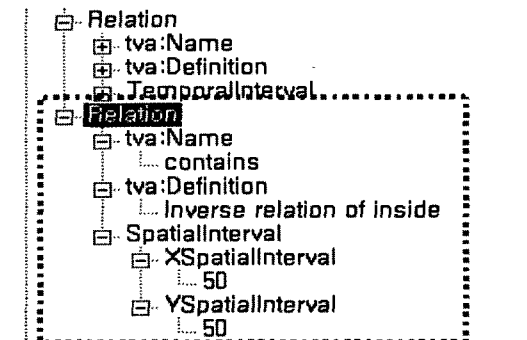 Relation
tva:Name
tva:Definition
TemporalInterval
Relation
tva:Name
contains
tva:Definition
Inverse relation of inside
SpatialInterval
XSpatialInterval
50
YSpatialInterval
50